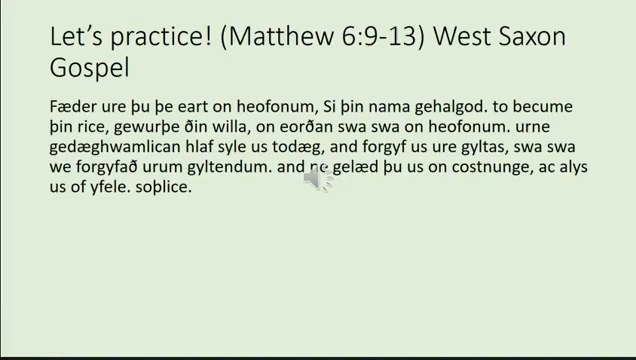 Let's practice! (Matthew 6:9-13) West Saxon
Gospel
Fæder ure þu þe eart on heofonum, Si þin nama gehalgod. to becume
þin rice, gewurþe ðin willa, on eorðan swa swa on heofonum. urne
gedæghwamlican hlaf syle us todæg, and forgyf us ure gyltas, swa swa
we forgyfað urum gyltendum. and ne gelæd þu us on costnunge, ac alys
us of yfele. soþlice.